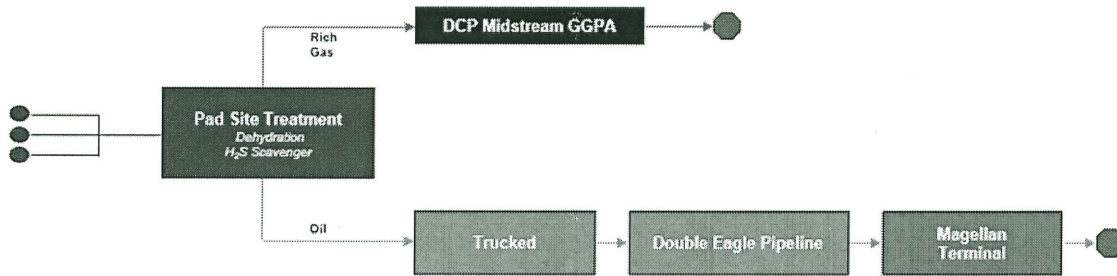 DCP Midstream GGPA
Rich
Gas
Pad Site Treatment
Dehydration
H₂S Scavenger
Oil
Trucked
Double Eagle Pipeline
Magellan
Terminal